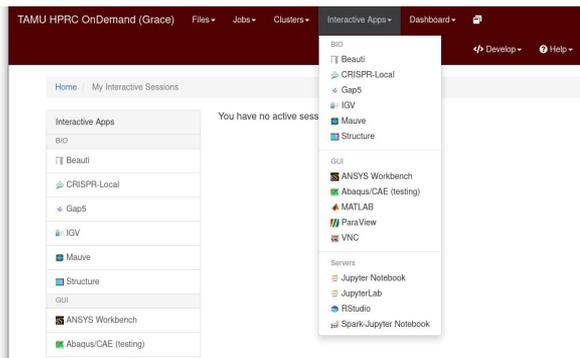 TAMU HPRC OnDemand (Grace) Files Jobs Clusters Interactive Apps Dashboard
Develop Help
Home / My Interactive Sessions
Interactive Apps
BIO
Beauti
CRISPR-Local
Gap5
IGV
Mauve
Structure
GUI
ANSYS Workbench
Abaqus/CAE (testing)
You have no active sess
BIO
Beauti
CRISPR-Local
Gap5
IGV
Mauve
Structure
GUI
ANSYS Workbench
Abaqus/CAE (testing)
MATLAB
ParaView
VNC
Servers
Jupyter Notebook
JupyterLab
RStudio
Spark-Jupyter Notebook